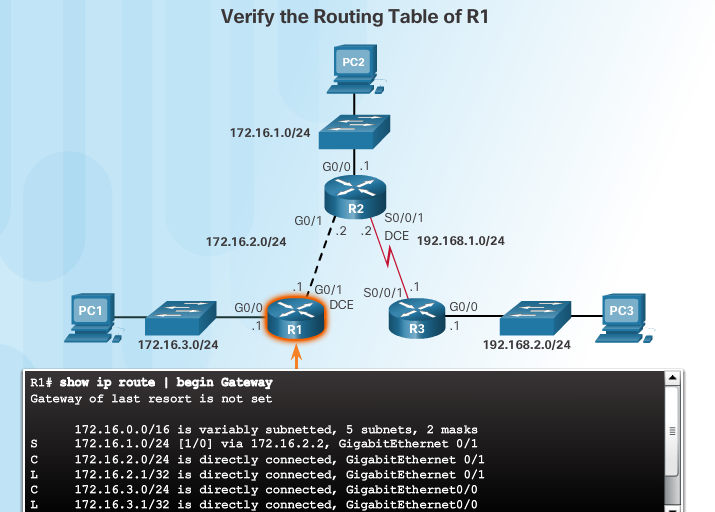 Verify the Routing Table of R1
PC2
172.16.1.0/24
G0/0 .1
R2
G0/1 S0/0/1
.2 .2 DCE
172.16.2.0/24 192.168.1.0/24
.1 G0/1 S0/0/1 .1
DCE
PC1 G0/0 R1 R3 G0/0 PC3
.1 .1
172.16.3.0/24 192.168.2.0/24
R1# show ip route | begin Gateway
Gateway of last resort is not set
172.16.0.0/16 is variably subnetted, 5 subnets, 2 masks
S 172.16.1.0/24 [1/0] via 172.16.2.2, GigabitEthernet 0/1
C 172.16.2.0/24 is directly connected, GigabitEthernet 0/1
L 172.16.2.1/32 is directly connected, GigabitEthernet 0/1
C 172.16.3.0/24 is directly connected, GigabitEthernet0/0
L 172.16.3.1/32 is directly connected, GigabitEthernet0/0